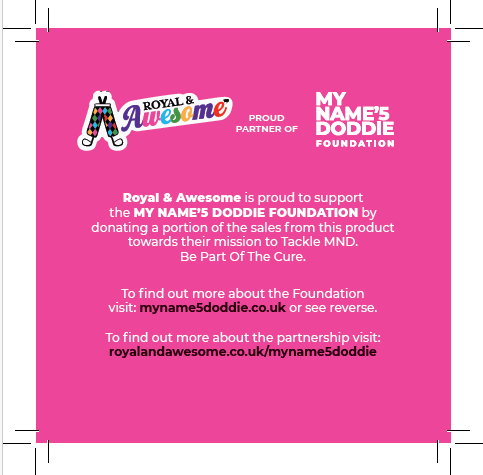 ROYAL &
Awesome™
PROUD
PARTNER OF
MY
NAME'5
DODDIE
FOUNDATION
Royal & Awesome is proud to support
the MY NAME'5 DODDIE FOUNDATION by
donating a portion of the sales from this product
towards their mission to Tackle MND.
Be Part Of The Cure.
To find out more about the Foundation
visit: myname5doddie.co.uk or see reverse.
To find out more about the partnership visit:
royalandawesome.co.uk/myname5doddie